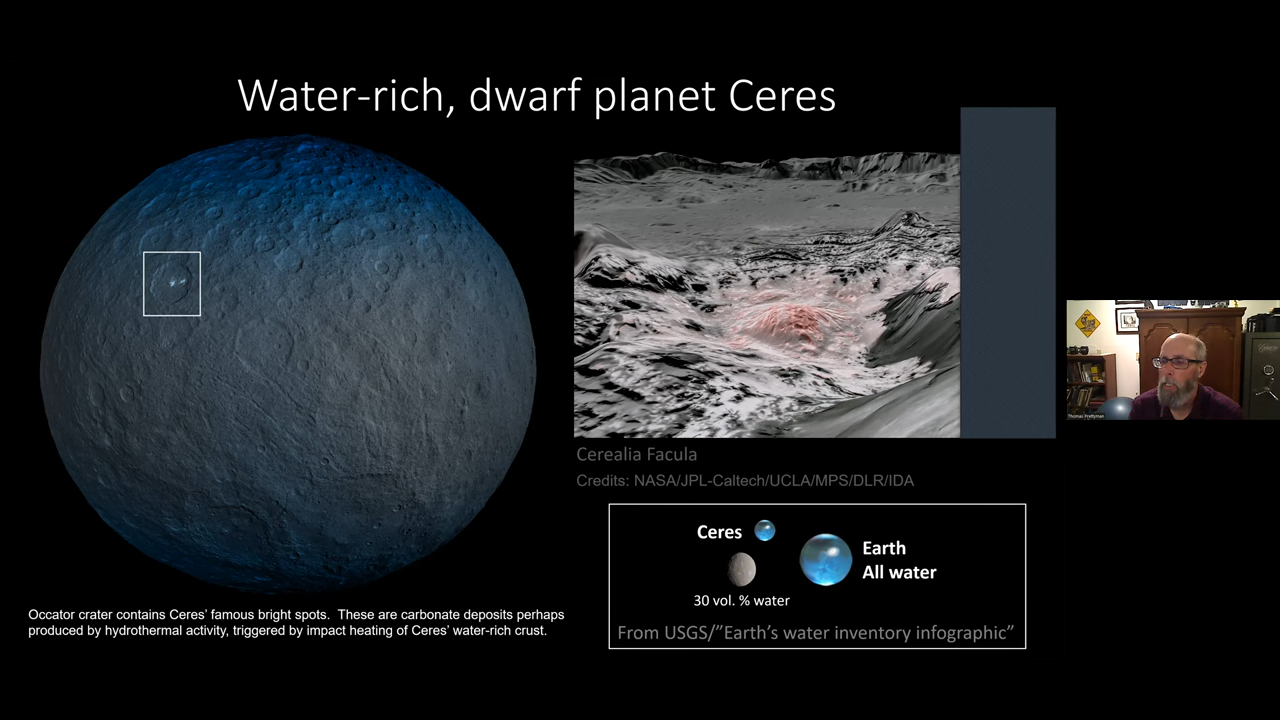 Water-rich, dwarf planet Ceres
Cerealia Facula
Credits: NASA/JPL-Caltech/UCLA/MPS/DLR/IDA
Ceres
Earth
All water
30 vol. % water
From USGS/”Earth’s water inventory infographic”
Occator crater contains Ceres’ famous bright spots.  These are carbonate deposits perhaps
produced by hydrothermal activity, triggered by impact heating of Ceres’ water-rich crust.
Thomas Prettyman